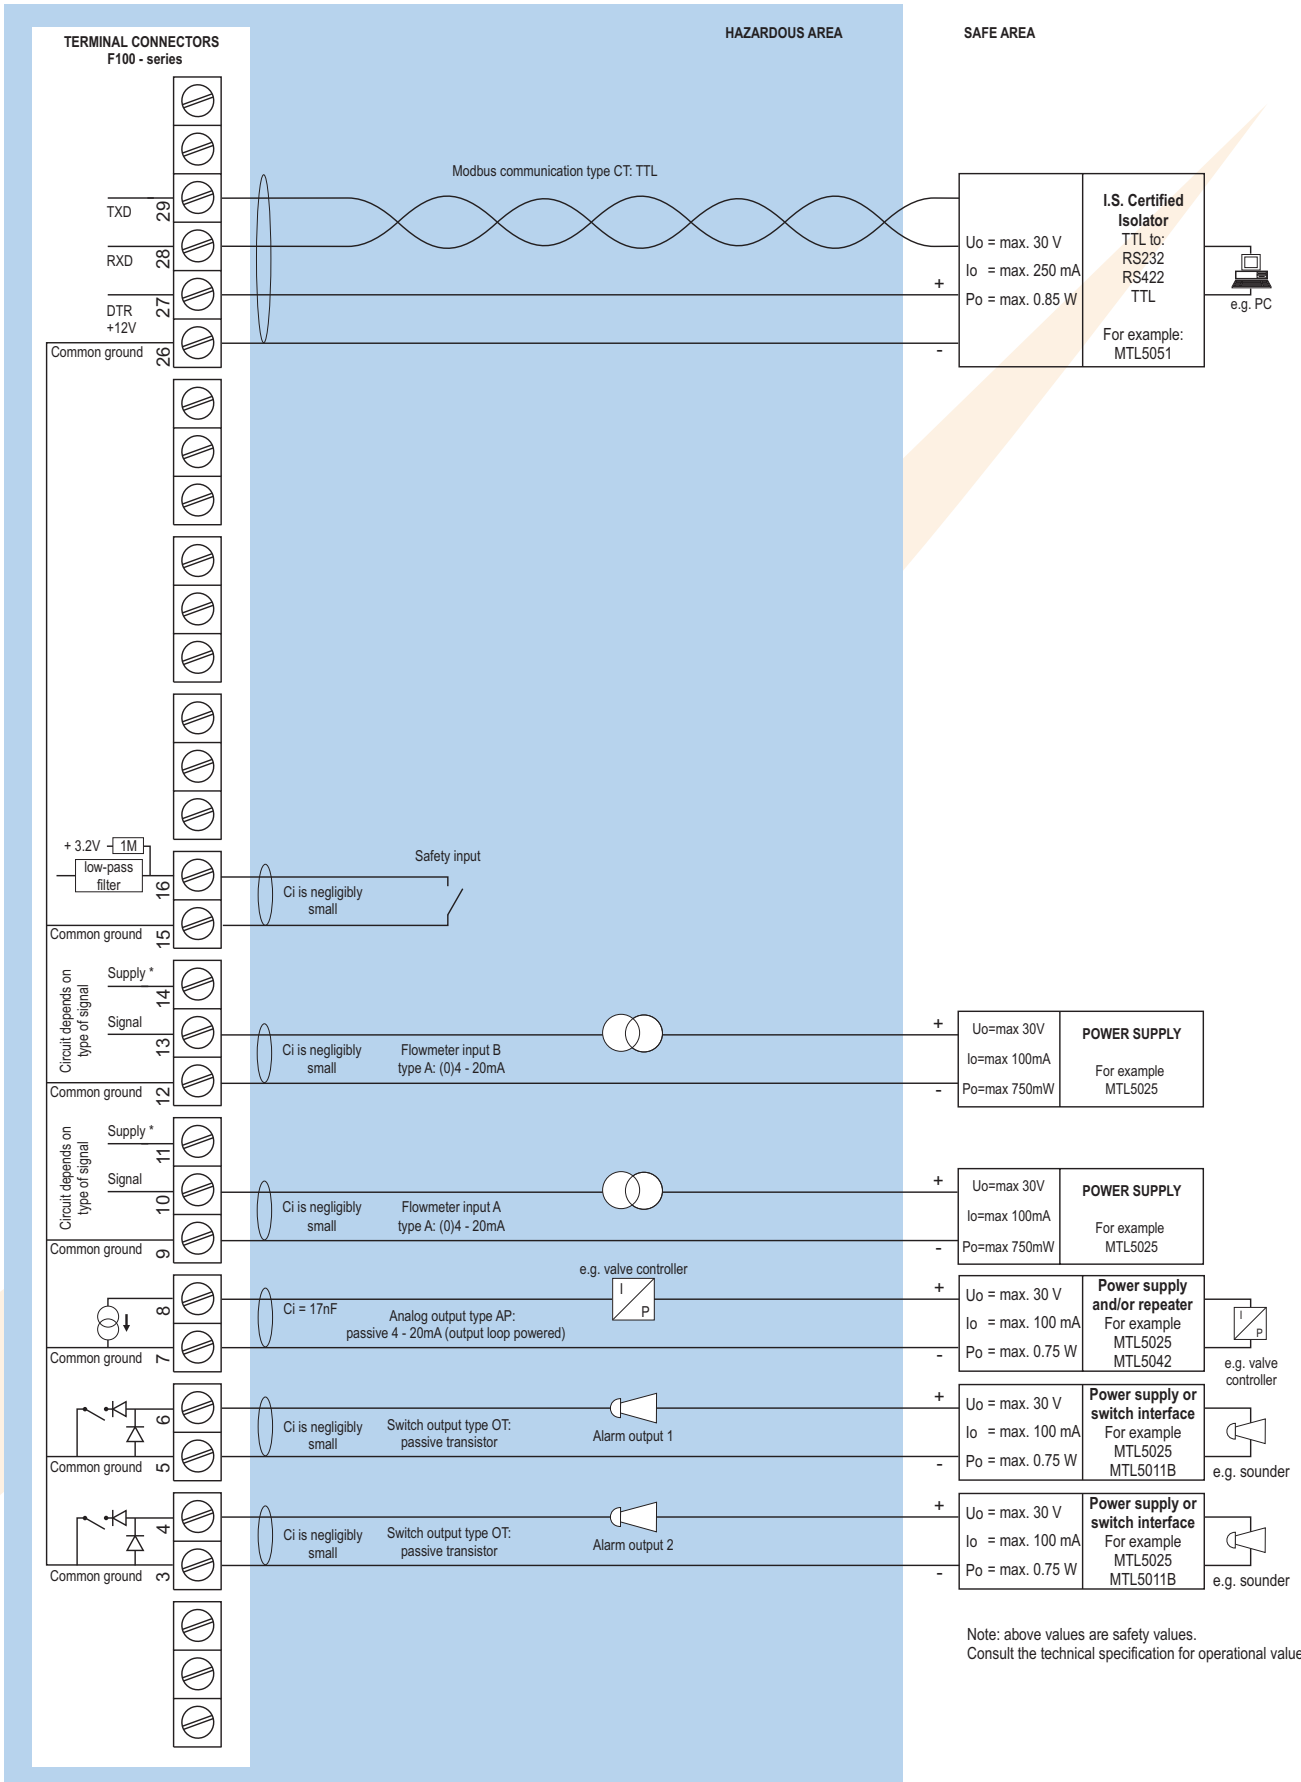 HAZARDOUS AREA
SAFE AREA
TERMINAL CONNECTORS
F100 - series
Modbus communication type CT: TTL
TXD
29
RXD
28
DTR
+12V
27
Common ground
26
+
-
Uo = max. 30 V
Io = max. 250 mA
Po = max. 0.85 W
I.S. Certified
Isolator
TTL to:
RS232
RS422
TTL
For example:
MTL5051
e.g. PC
+ 3.2V
1M
low-pass
filter
16
Common ground
15
Ci is negligibly
small
Safety input
Circuit depends on
type of signal
Supply *
14
Signal
13
Common ground
12
Ci is negligibly
small
Flowmeter input B
type A: (0)4 - 20mA
+
-
Uo=max 30V
Io=max 100mA
Po=max 750mW
POWER SUPPLY
For example
MTL5025
Circuit depends on
type of signal
Supply *
11
Signal
10
Common ground
9
Ci is negligibly
small
Flowmeter input A
type A: (0)4 - 20mA
+
-
Uo=max 30V
Io=max 100mA
Po=max 750mW
POWER SUPPLY
For example
MTL5025
8
Common ground
7
Ci = 17nF
Analog output type AP:
passive 4 - 20mA (output loop powered)
e.g. valve controller
I
P
+
-
Uo = max. 30 V
Io = max. 100 mA
Po = max. 0.75 W
Power supply
and/or repeater
For example
MTL5025
MTL5042
I
P
e.g. valve
controller
6
Common ground
5
Ci is negligibly
small
Switch output type OT:
passive transistor
Alarm output 1
+
-
Uo = max. 30 V
Io = max. 100 mA
Po = max. 0.75 W
Power supply or
switch interface
For example
MTL5025
MTL5011B
e.g. sounder
4
Common ground
3
Ci is negligibly
small
Switch output type OT:
passive transistor
Alarm output 2
+
-
Uo = max. 30 V
Io = max. 100 mA
Po = max. 0.75 W
Power supply or
switch interface
For example
MTL5025
MTL5011B
e.g. sounder
Note: above values are safety values.
Consult the technical specification for operational value